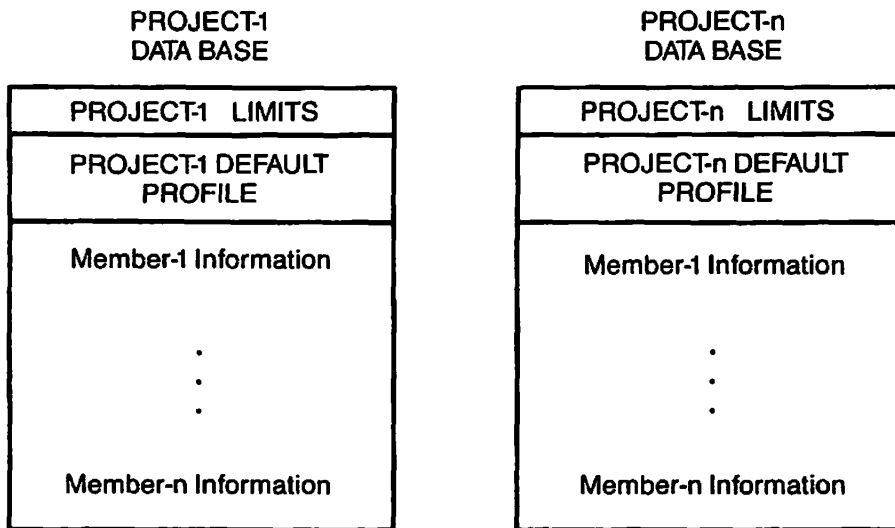 PROJECT-1
DATA BASE
PROJECT-1 LIMITS
PROJECT-1 DEFAULT
PROFILE
Member-1 Information
.
.
.
Member-n Information
PROJECT-n
DATA BASE
PROJECT-n LIMITS
PROJECT-n DEFAULT
PROFILE
Member-1 Information
.
.
.
Member-n Information